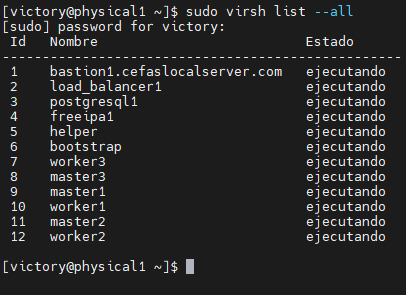 [victory@physical1 ~]$ sudo virsh list --all
[sudo] password for victory:
 Id   Nombre                        Estado
-----------------------------------------------
 1    bastion1.cefaslocalserver.com   ejecutando
 2    load_balancer1                  ejecutando
 3    postgresql1                     ejecutando
 4    freeipa1                        ejecutando
 5    helper                          ejecutando
 6    bootstrap                       ejecutando
 7    worker3                         ejecutando
 8    master3                         ejecutando
 9    master1                         ejecutando
 10   worker1                         ejecutando
 11   master2                         ejecutando
 12   worker2                         ejecutando
[victory@physical1 ~]$